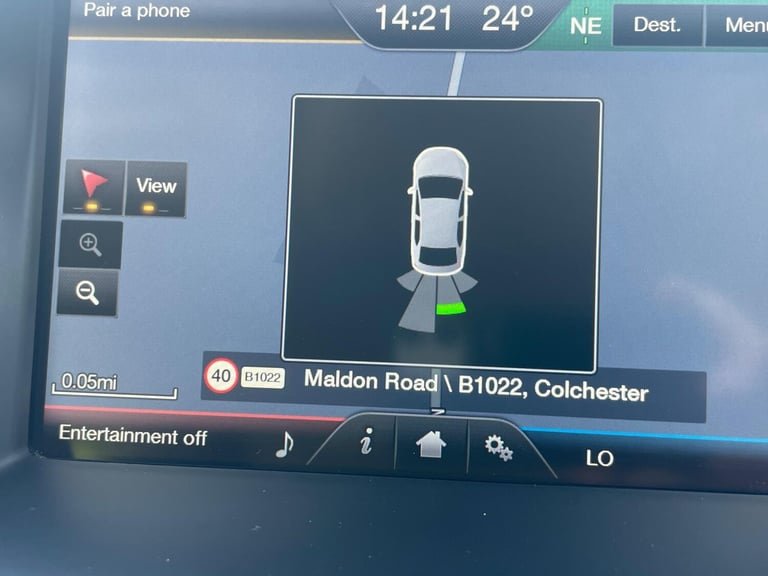 Pair a phone
14:21 24°
NE
Dest.
Menu
View
0.05mi
40 B1022 Maldon Road \ B1022, Colchester
Entertainment off
i
LO